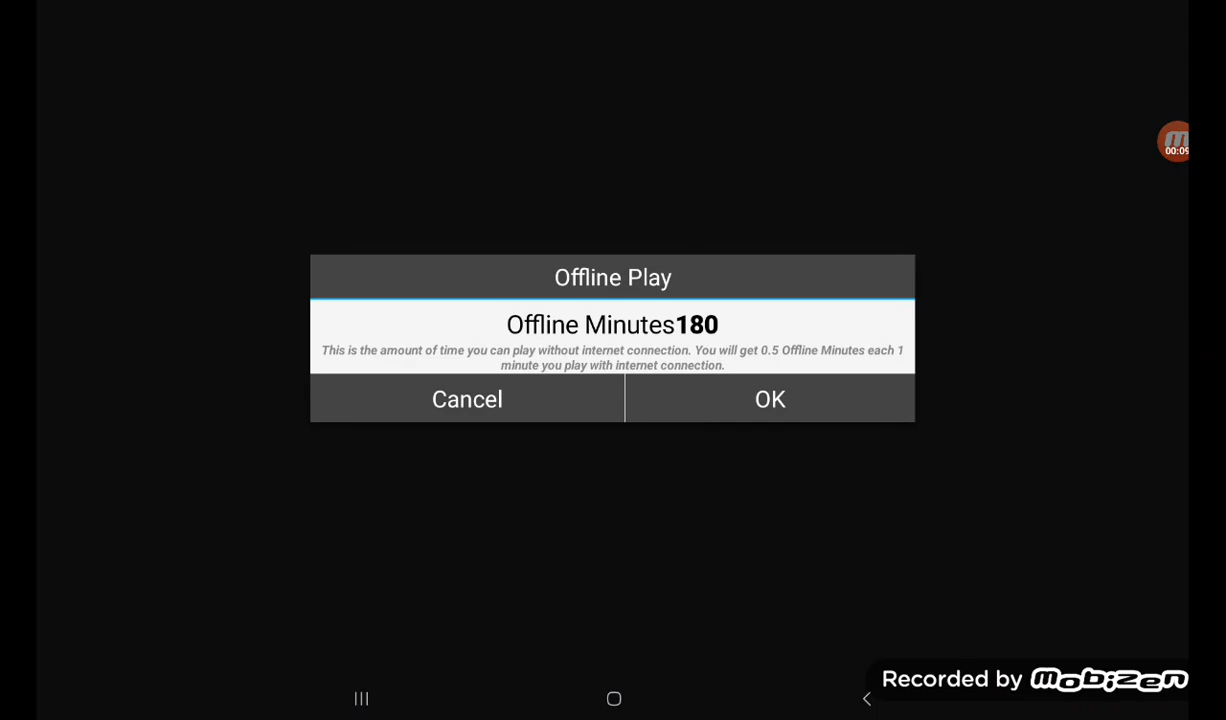 00:09
Offline Play
Offline Minutes180
This is the amount of time you can play without internet connection. You will get 0.5 Offline Minutes each 1
minute you play with internet connection.
Cancel
OK
Recorded by mobizen